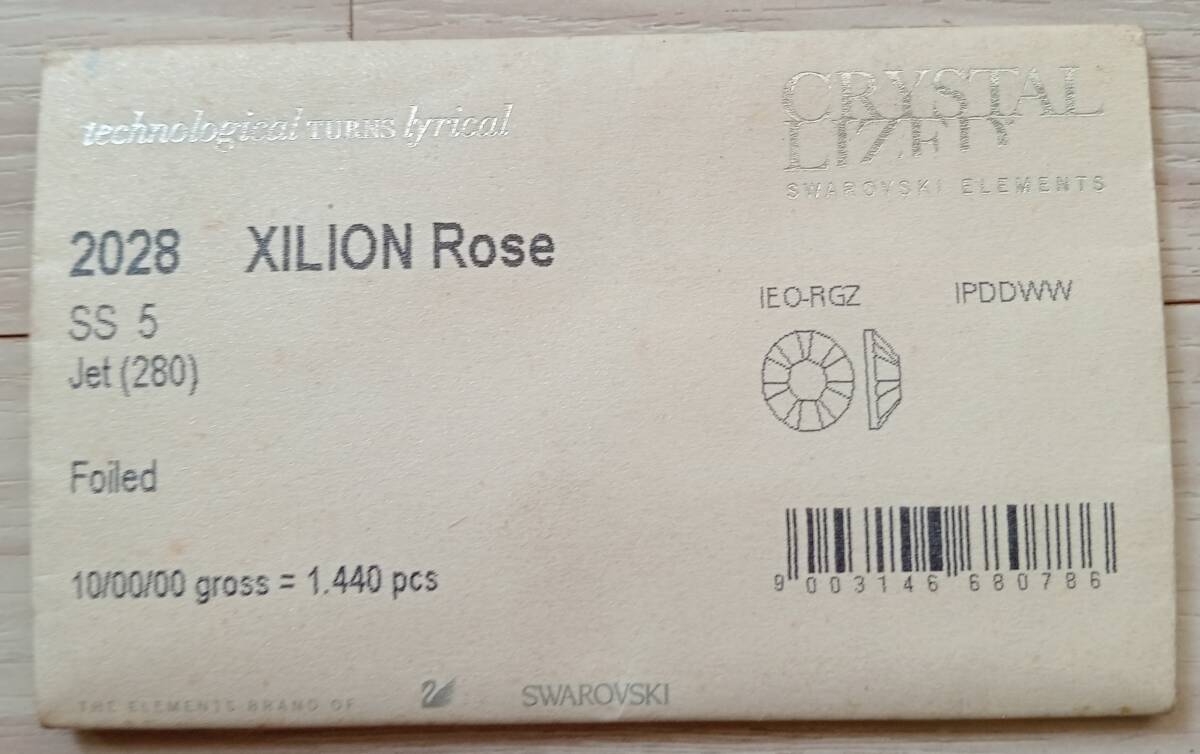 technological TURNS lyrical
CRYSTAL
LIZED
SWAROVSKI ELEMENTS
2028 XILION Rose
SS 5
Jet (280)
IEO-RGZ IPDDWW
Foiled
10/00/00 gross = 1.440 pcs
9 003146 680786
THE ELEMENTS BRAND OF SWAROVSKI